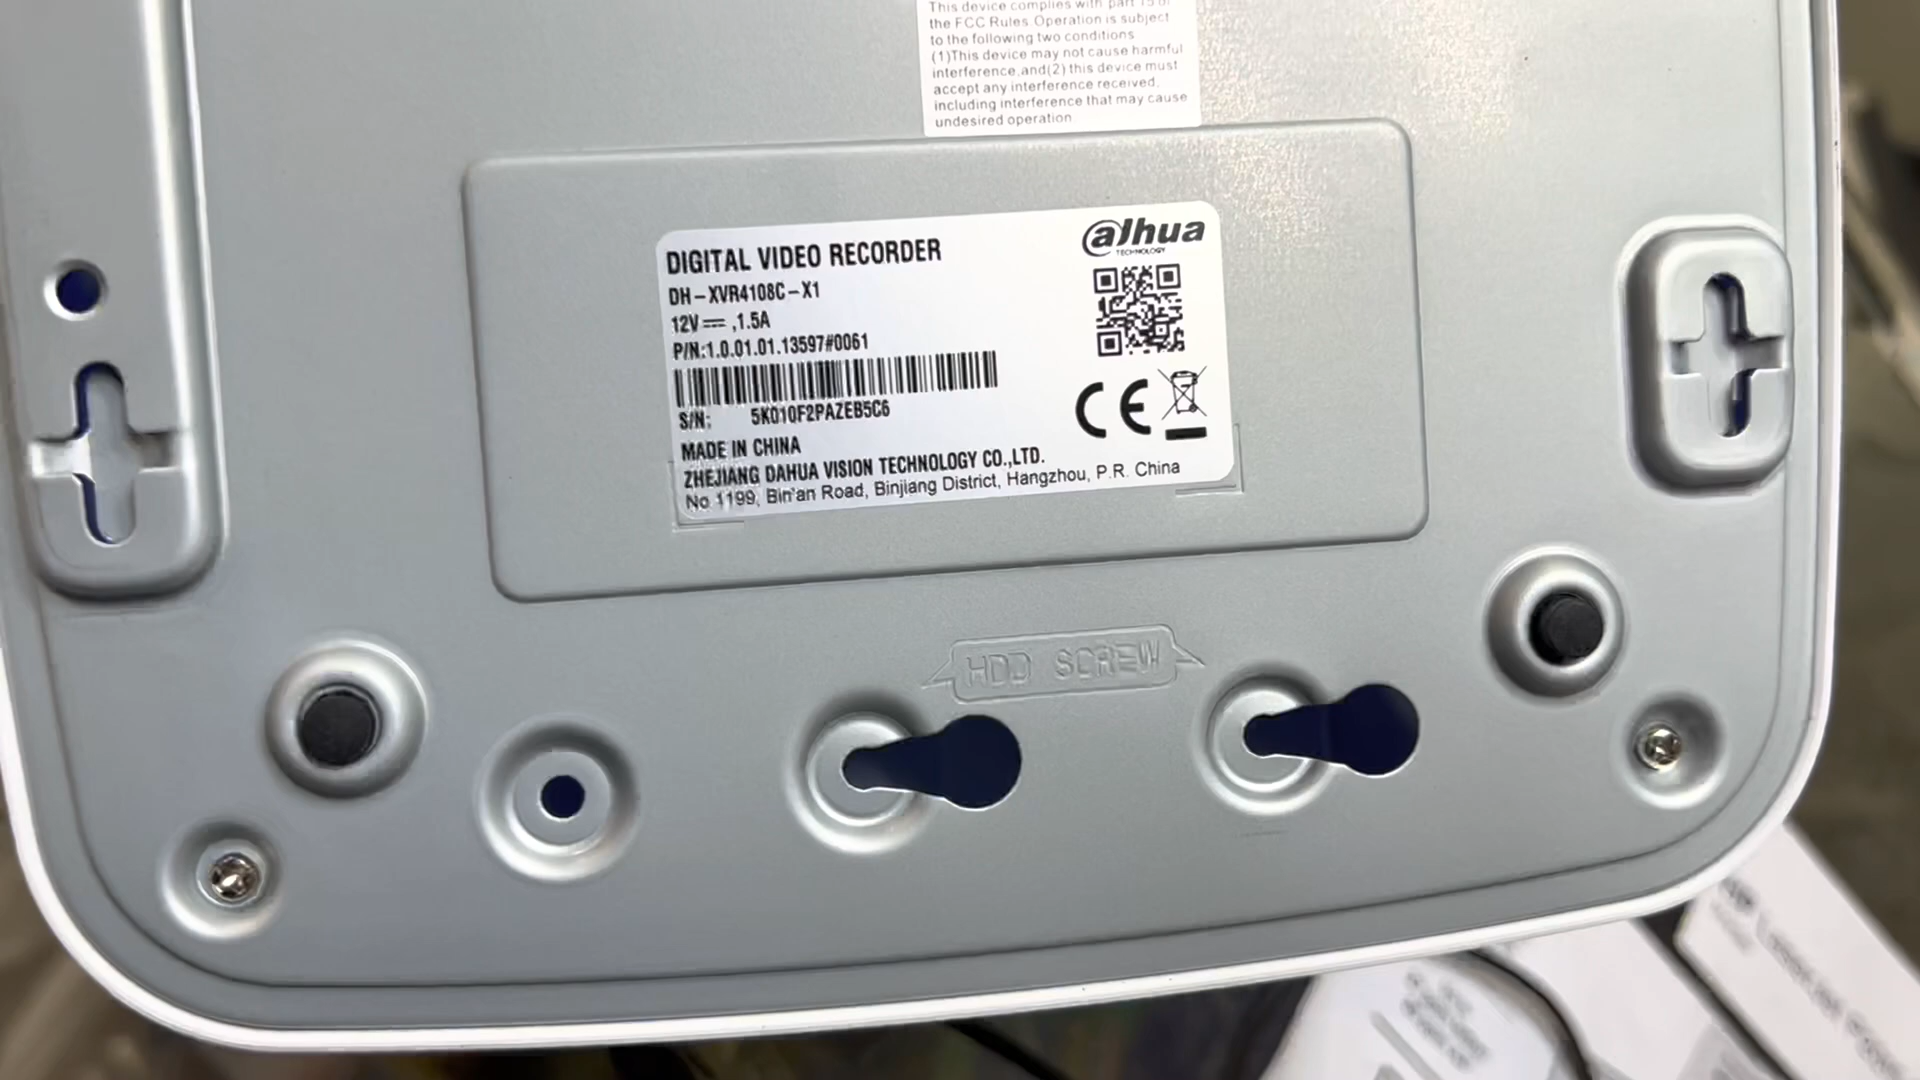 This device complies with part 15 of
the FCC Rules.Operation is subject
to the following two conditions
(1)This device may not cause harmful
interference,and(2) this device must
accept any interference received,
including interference that may cause
undesired operation.
alhua
TECHNOLOGY
DIGITAL VIDEO RECORDER
DH-XVR4108C-X1
12V⎓,1.5A
P/N:1.0.01.01.13597#0061
S/N: 5K010F2PAZEB5C6
CE
MADE IN CHINA
ZHEJIANG DAHUA VISION TECHNOLOGY CO.,LTD.
No.1199, Bin'an Road, Binjiang District, Hangzhou, P.R. China
HDD SCREW